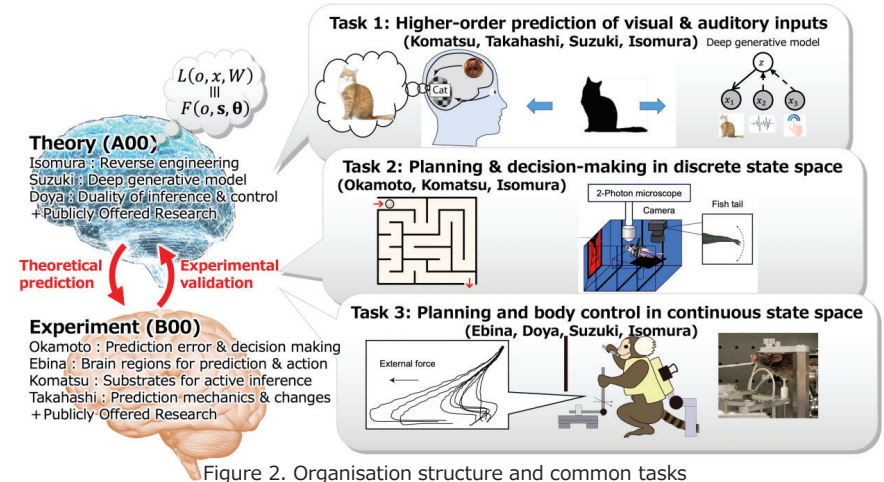 Task 1: Higher-order prediction of visual & auditory inputs
(Komatsu, Takahashi, Suzuki, Isomura) Deep generative model
Cat
z
x₁ x₂ x₃
L(o, x, W)
≡
F(o, s, θ)
Theory (A00)
Isomura : Reverse engineering
Suzuki : Deep generative model
Doya : Duality of inference & control
+Publicly Offered Research
Theoretical prediction
Experimental validation
Experiment (B00)
Okamoto : Prediction error & decision making
Ebina : Brain regions for prediction & action
Komatsu : Substrates for active inference
Takahashi : Prediction mechanics & changes
+Publicly Offered Research
Task 2: Planning & decision-making in discrete state space
(Okamoto, Komatsu, Isomura)
2-Photon microscope
Camera
Fish tail
Task 3: Planning and body control in continuous state space
(Ebina, Doya, Suzuki, Isomura)
External force
Figure 2. Organisation structure and common tasks